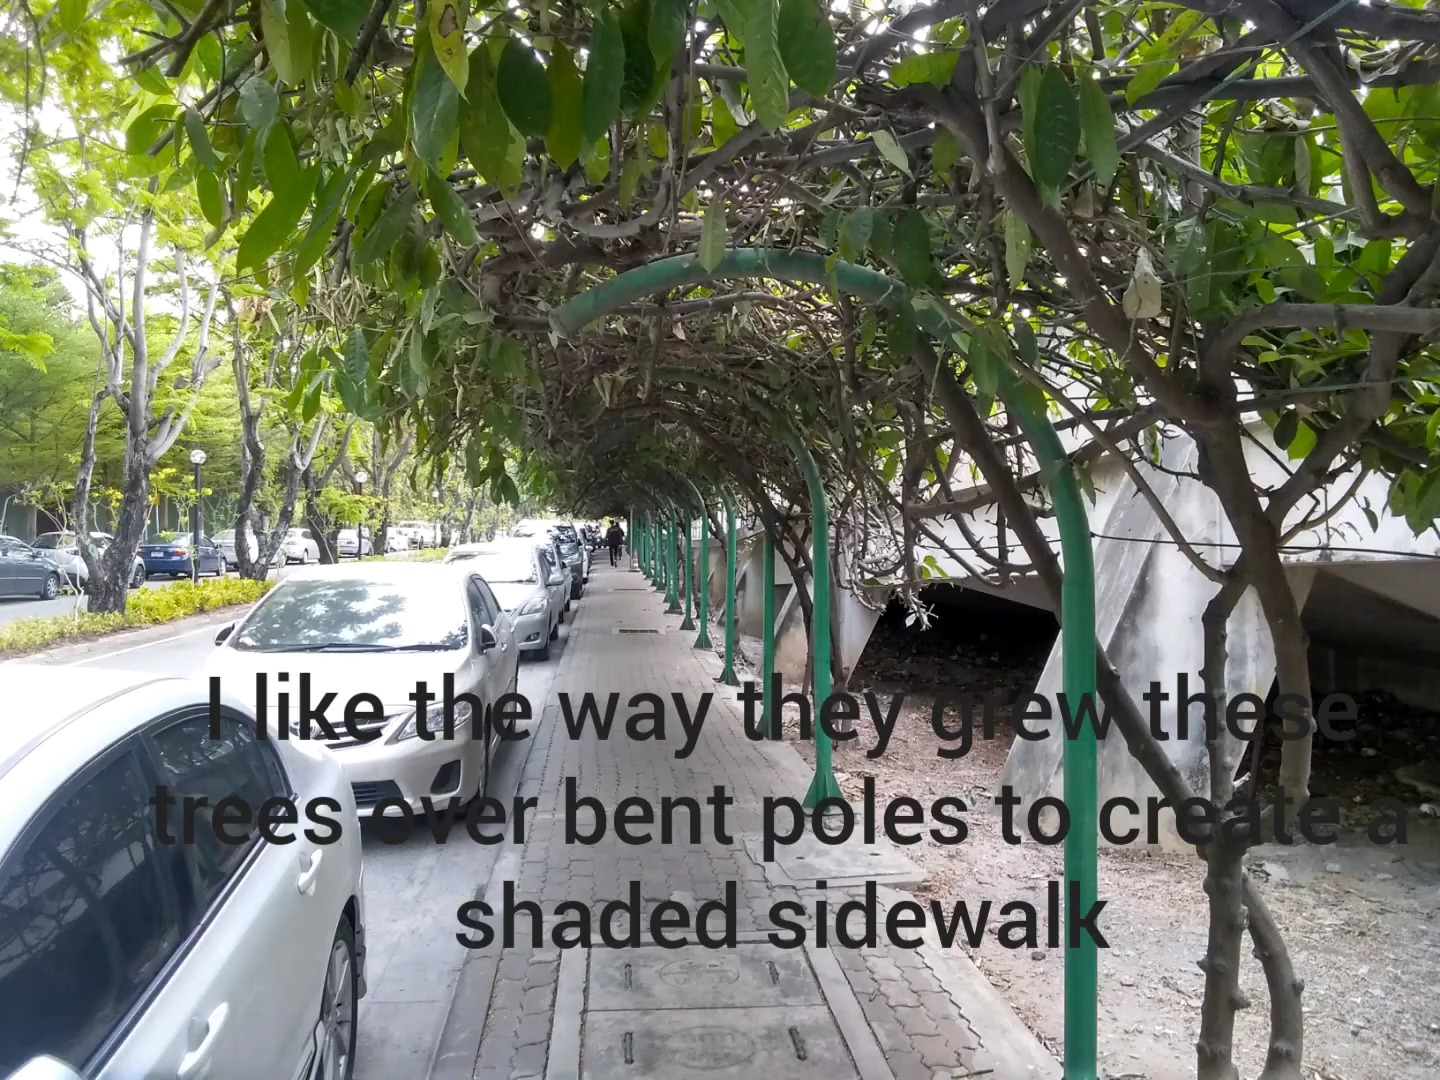 I like the way they grew these
trees over bent poles to create a
shaded sidewalk